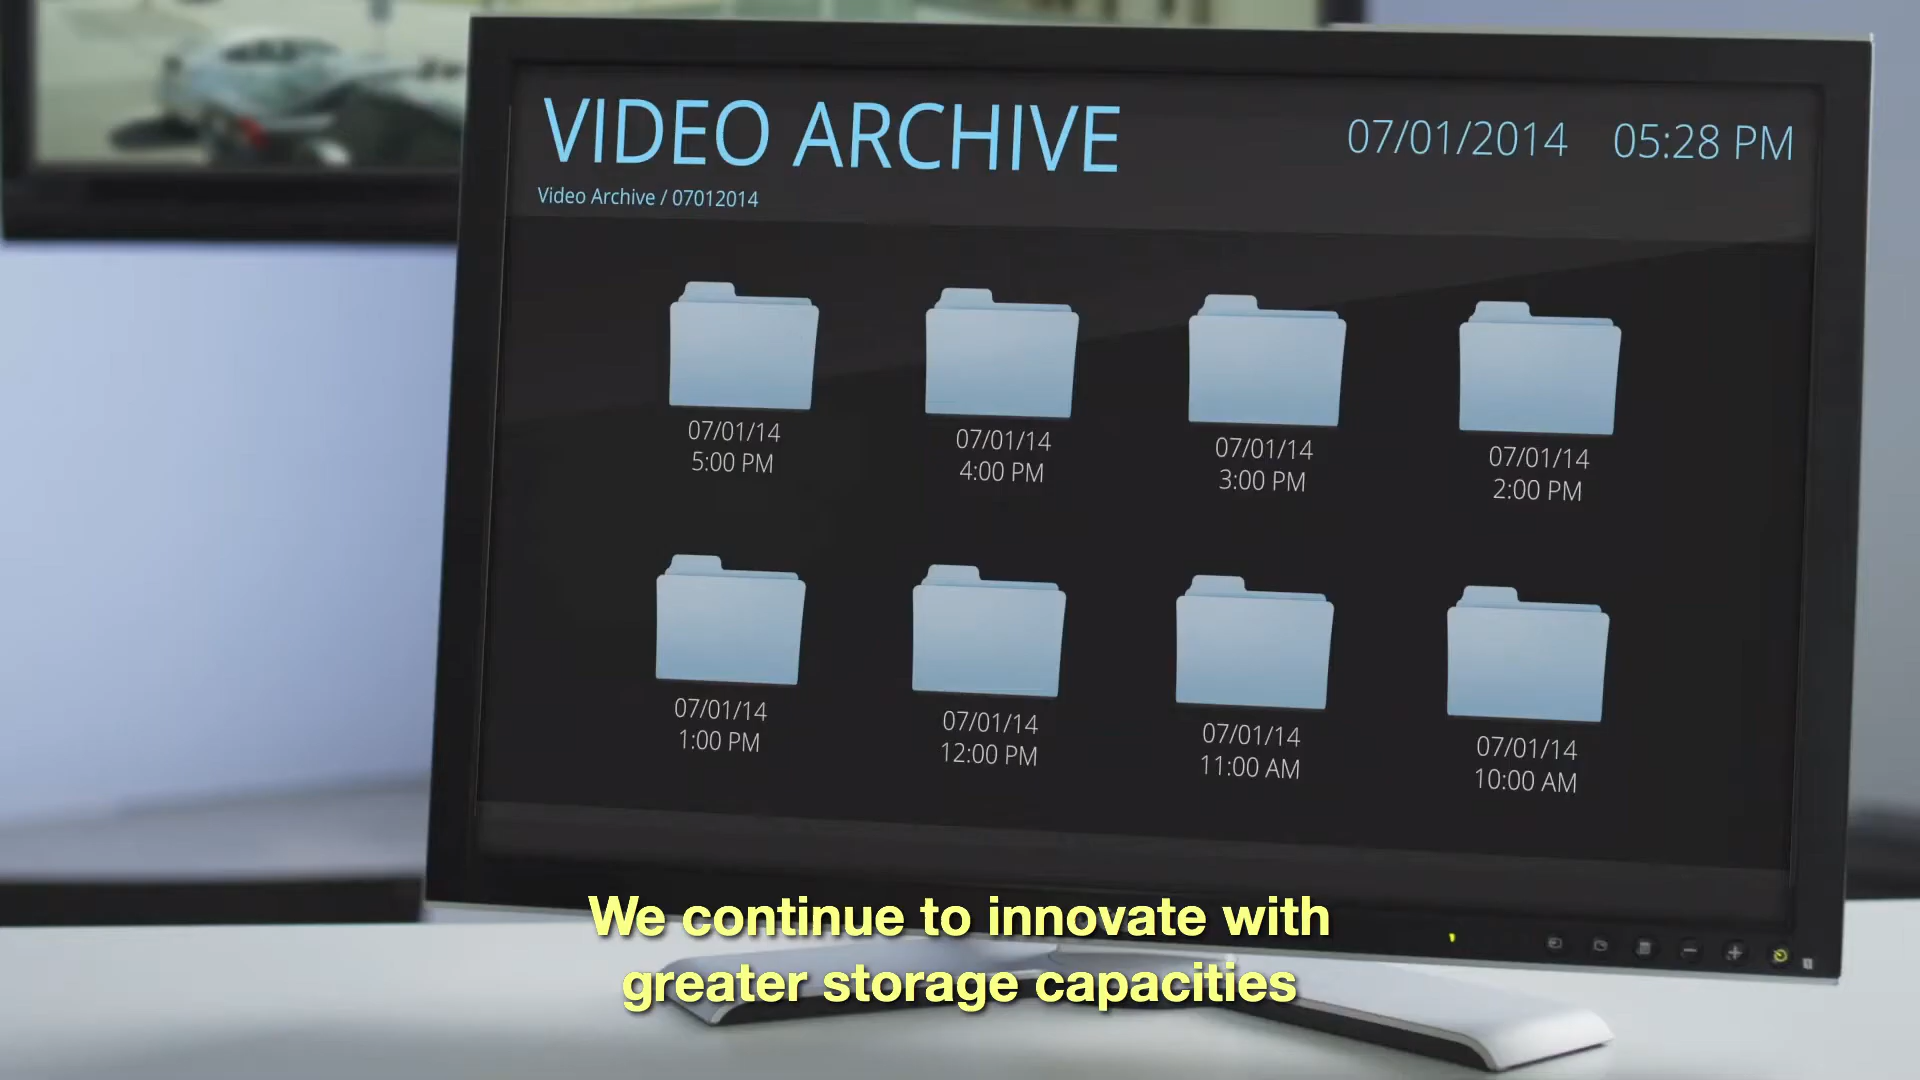 VIDEO ARCHIVE
07/01/2014 05:28 PM
Video Archive / 07012014
07/01/14
5:00 PM
07/01/14
4:00 PM
07/01/14
3:00 PM
07/01/14
2:00 PM
07/01/14
1:00 PM
07/01/14
12:00 PM
07/01/14
11:00 AM
07/01/14
10:00 AM
We continue to innovate with
greater storage capacities